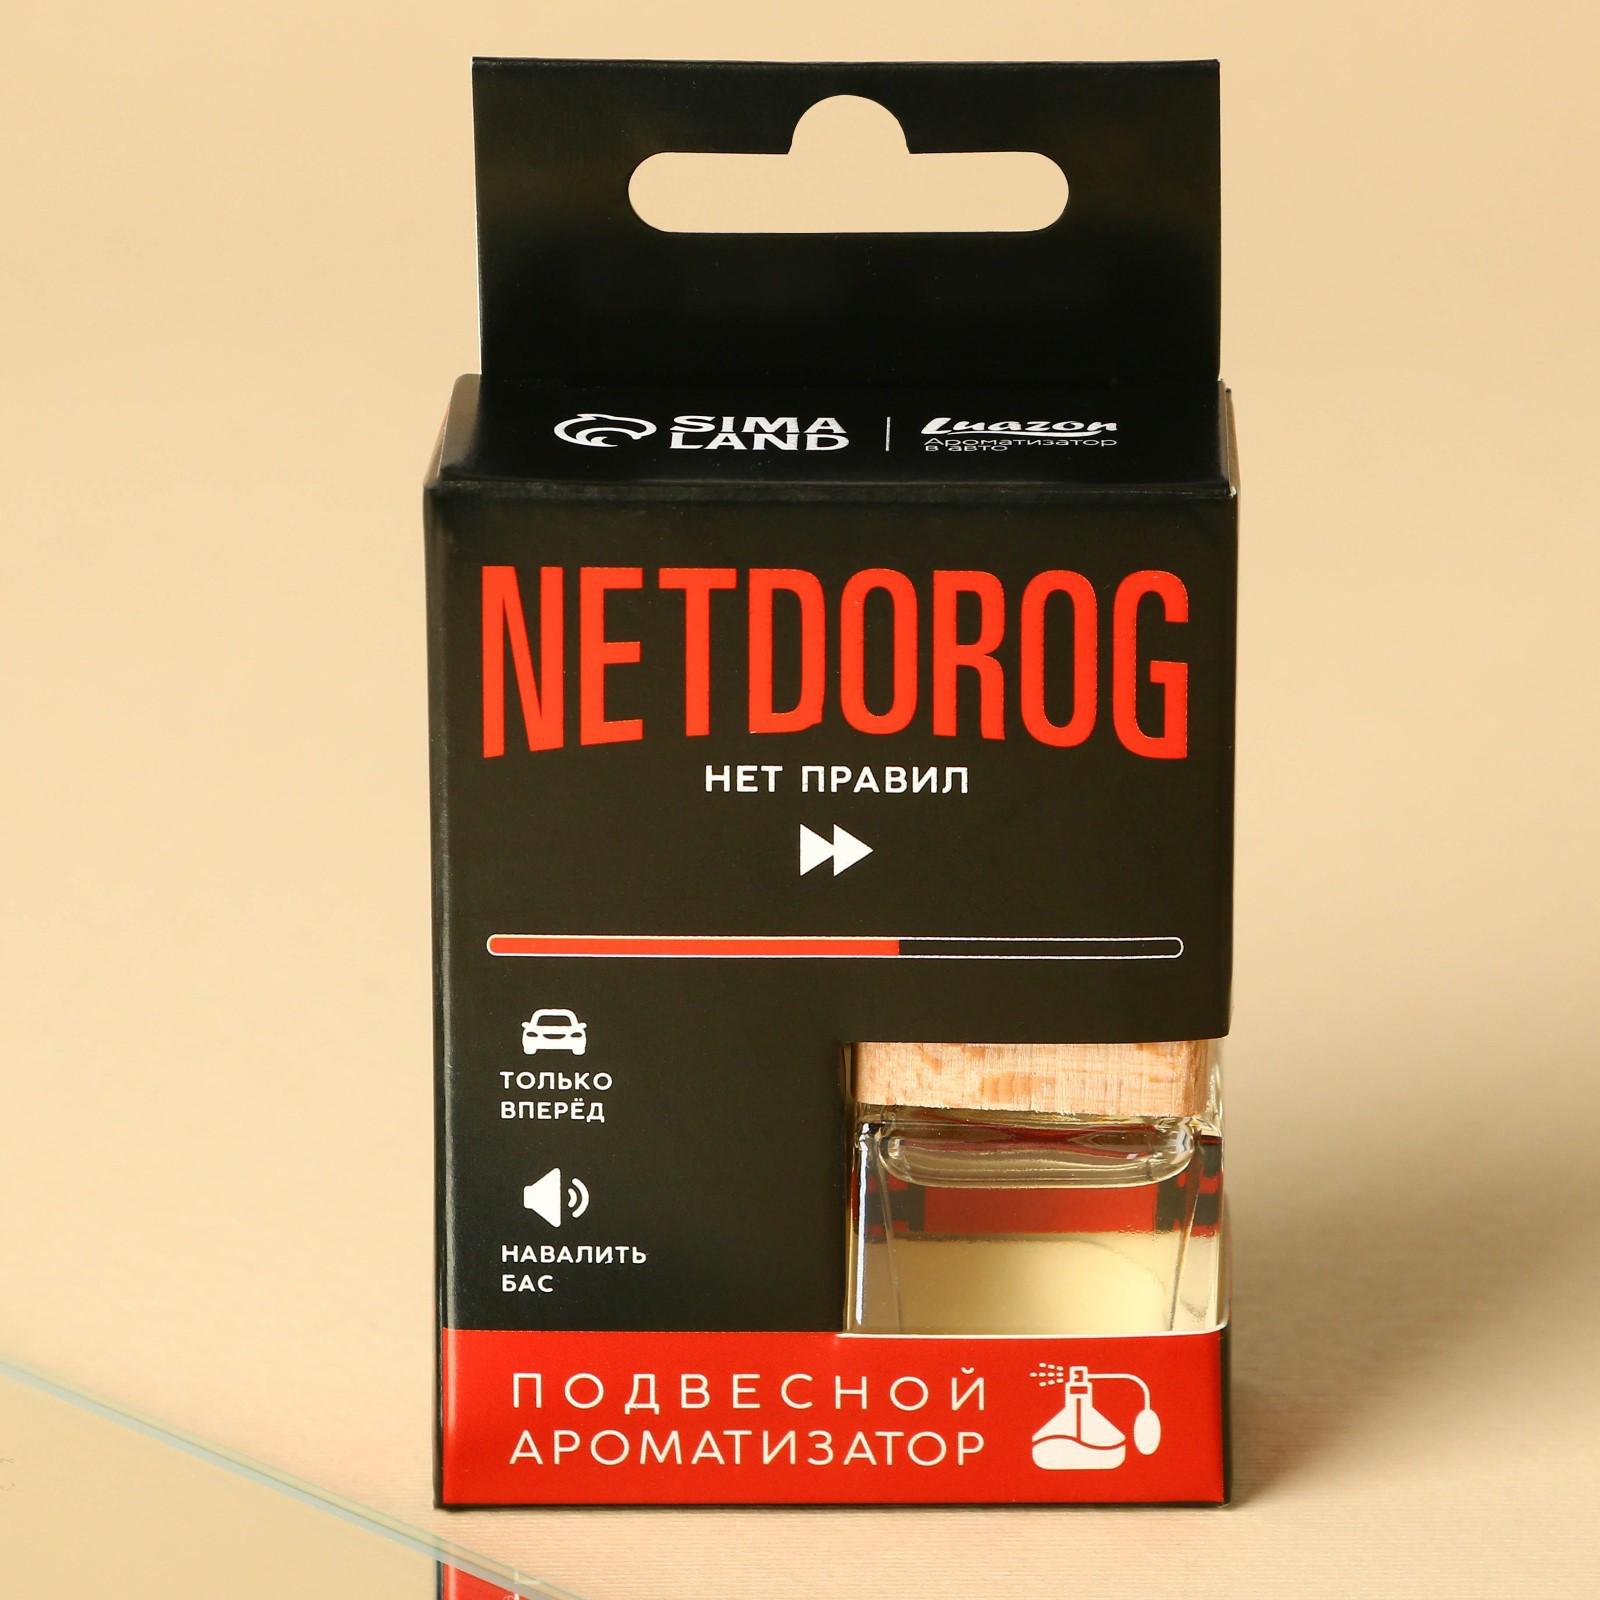 SIMA
LAND
Luazon
Ароматизатор
в авто
NETDOROG
НЕТ ПРАВИЛ
ТОЛЬКО
ВПЕРЁД
НАВАЛИТЬ
БАС
ПОДВЕСНОЙ
АРОМАТИЗАТОР